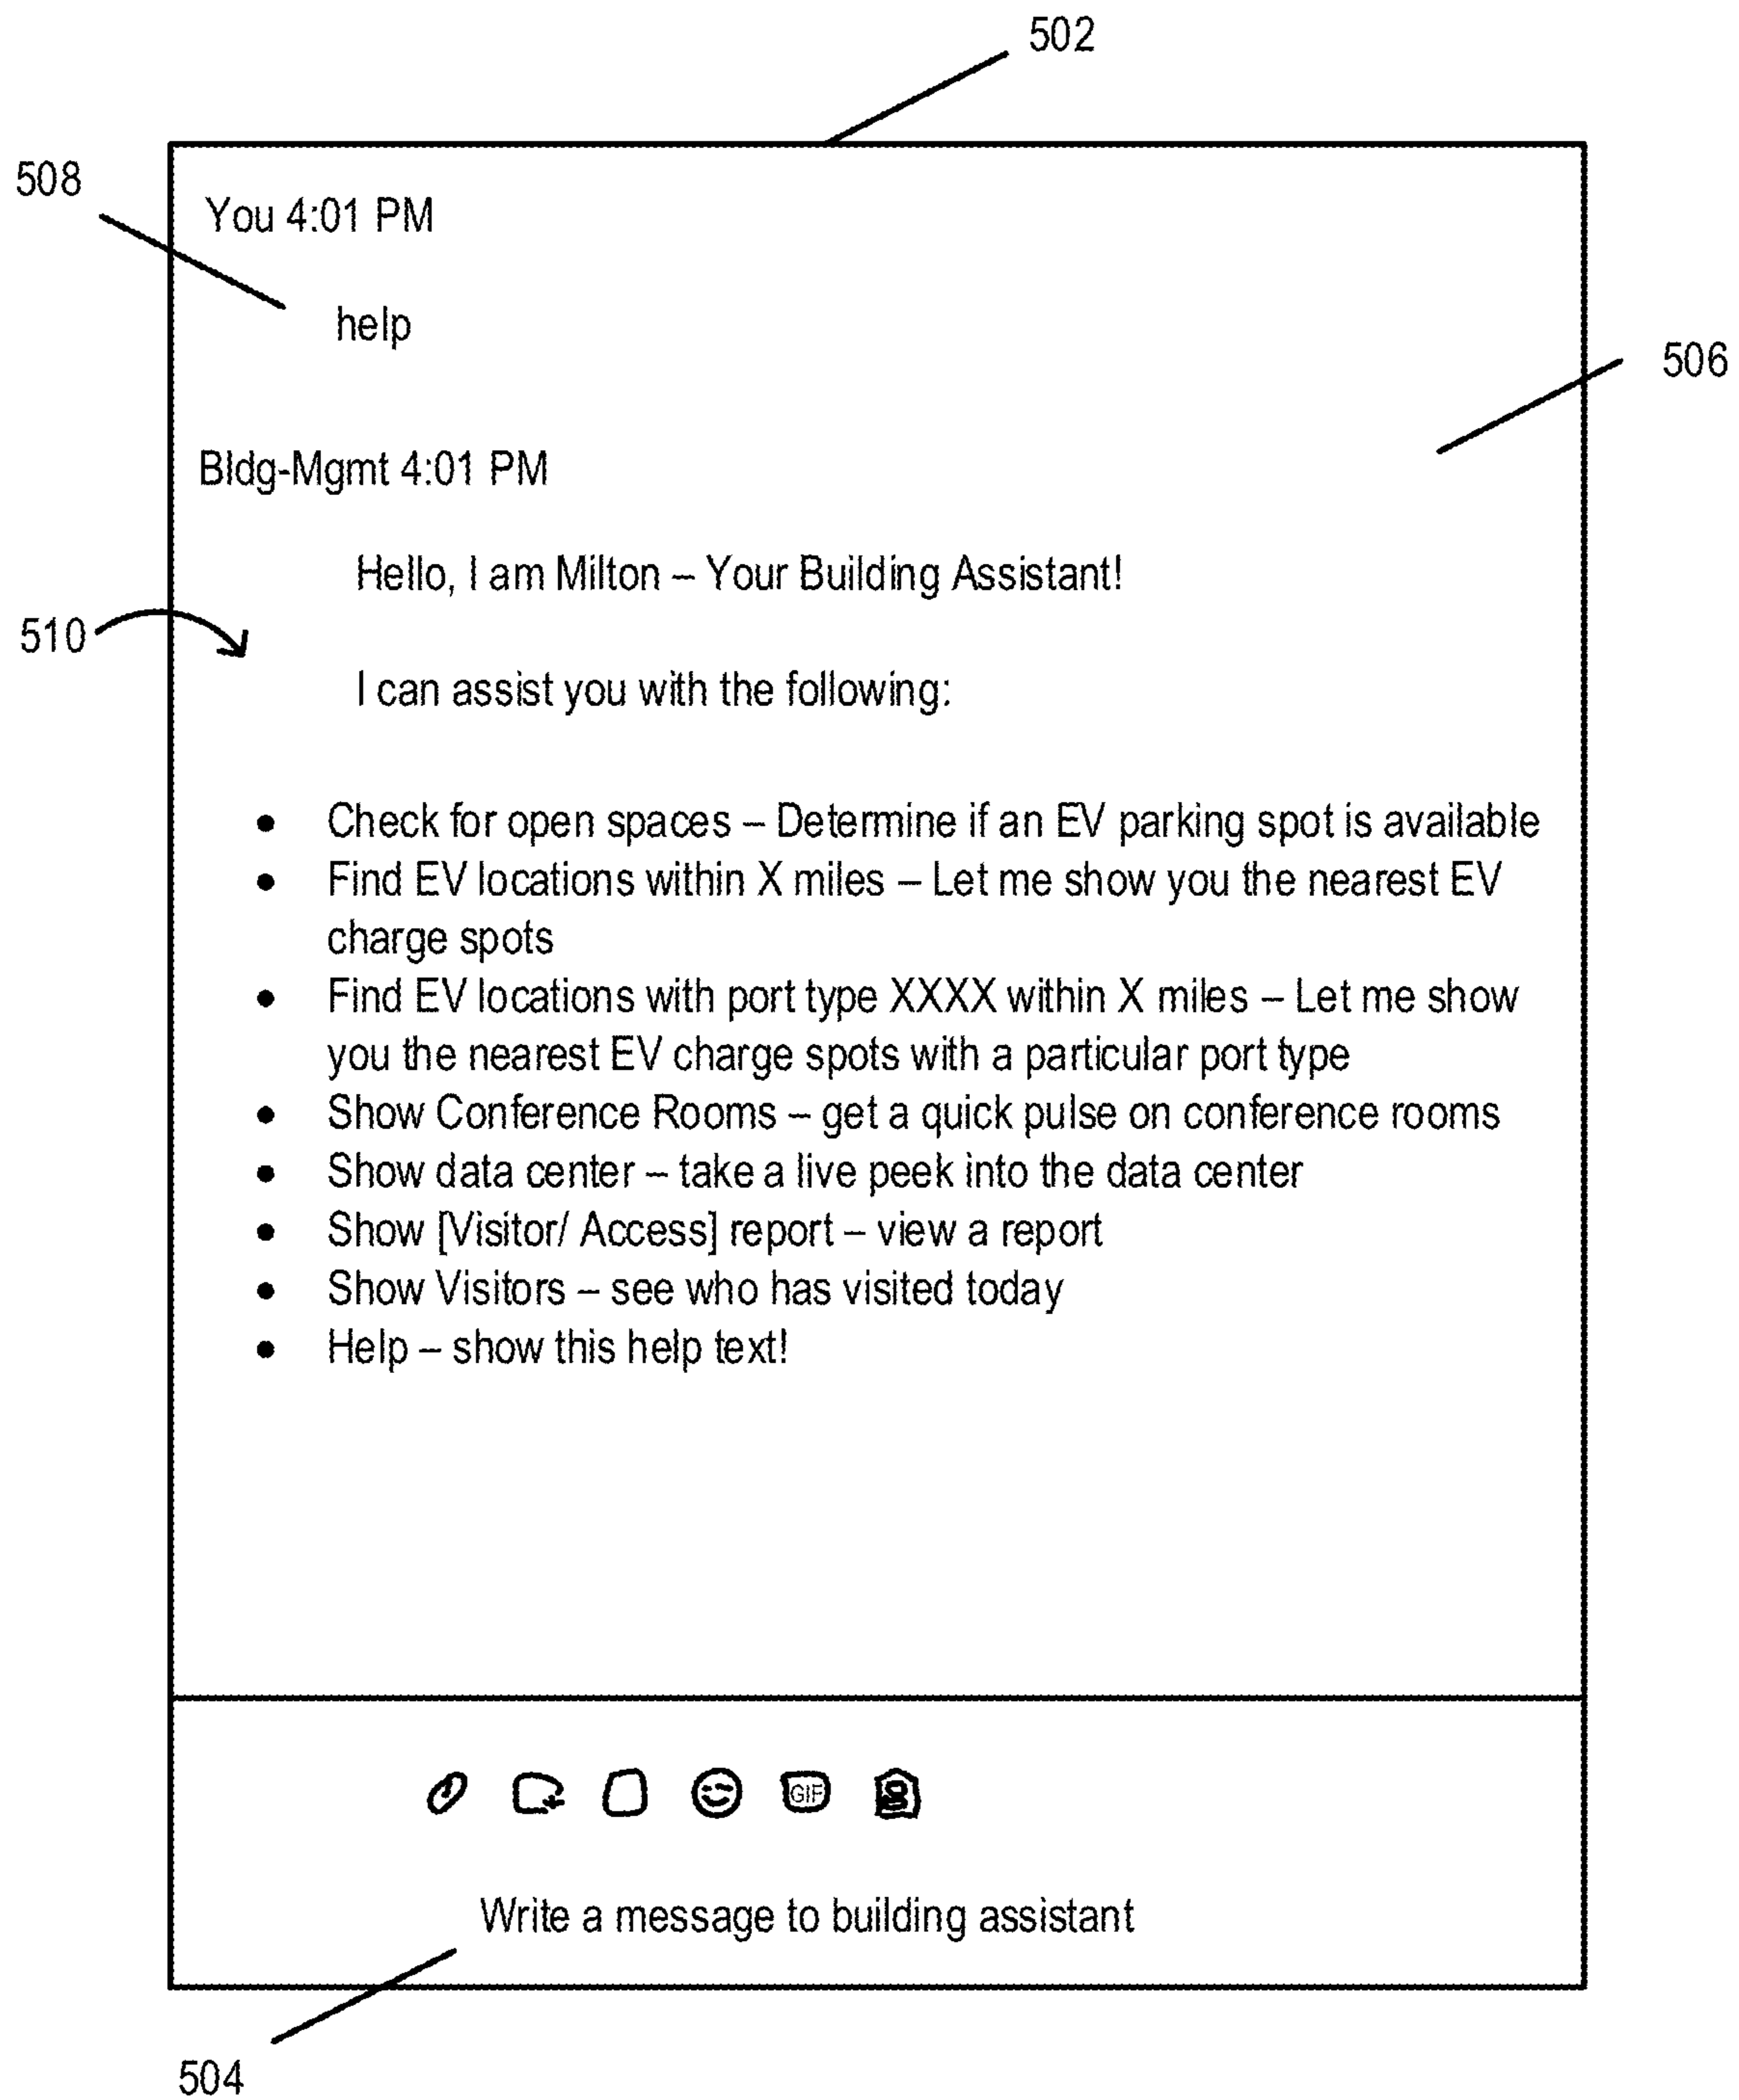 502
508
You 4:01 PM
help
506
Bldg-Mgmt 4:01 PM
Hello, I am Milton – Your Building Assistant!
510
I can assist you with the following:
• Check for open spaces – Determine if an EV parking spot is available
• Find EV locations within X miles – Let me show you the nearest EV
charge spots
• Find EV locations with port type XXXX within X miles – Let me show
you the nearest EV charge spots with a particular port type
• Show Conference Rooms – get a quick pulse on conference rooms
• Show data center – take a live peek into the data center
• Show [Visitor/ Access] report – view a report
• Show Visitors – see who has visited today
• Help – show this help text!
GIF
Write a message to building assistant
504